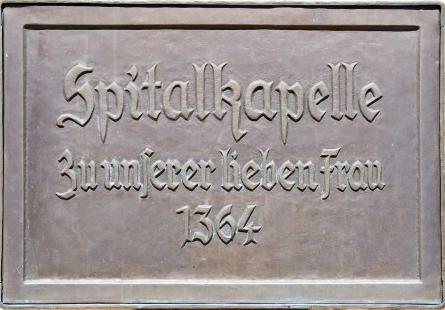 Spitalkapelle
Zu unserer lieben Frau
1364